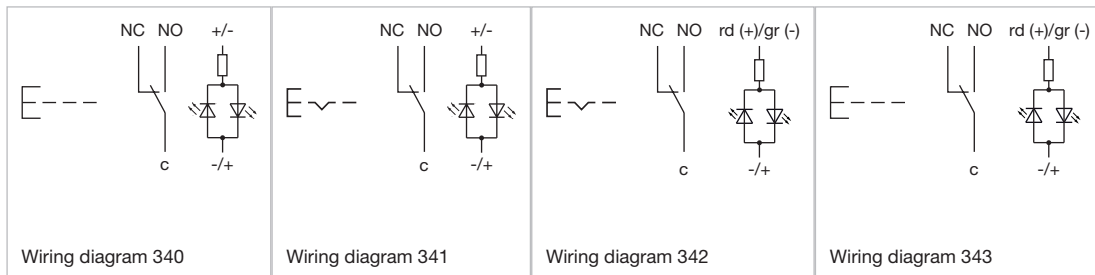 NC NO +/-
c -/+
Wiring diagram 340
NC NO +/-
c -/+
Wiring diagram 341
NC NO rd (+)/gr (-)
c -/+
Wiring diagram 342
NC NO rd (+)/gr (-)
c -/+
Wiring diagram 343